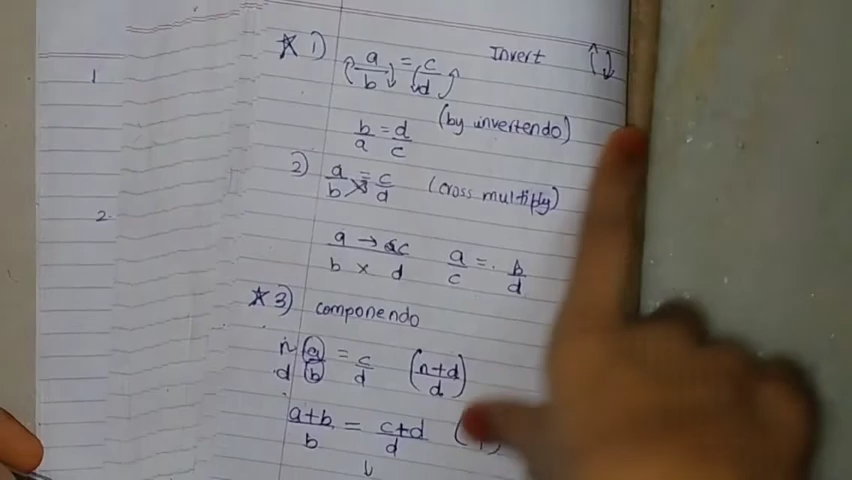 1
2.
★ 1) a/b = c/d Invert
b/a = d/c (by invertendo)
2) a/b = c/d (cross multiply)
a → c
b x d a/c = b/d
★ 3) componendo
n a/b = c/d (n+d/d)
d
a+b/b = c+d/d